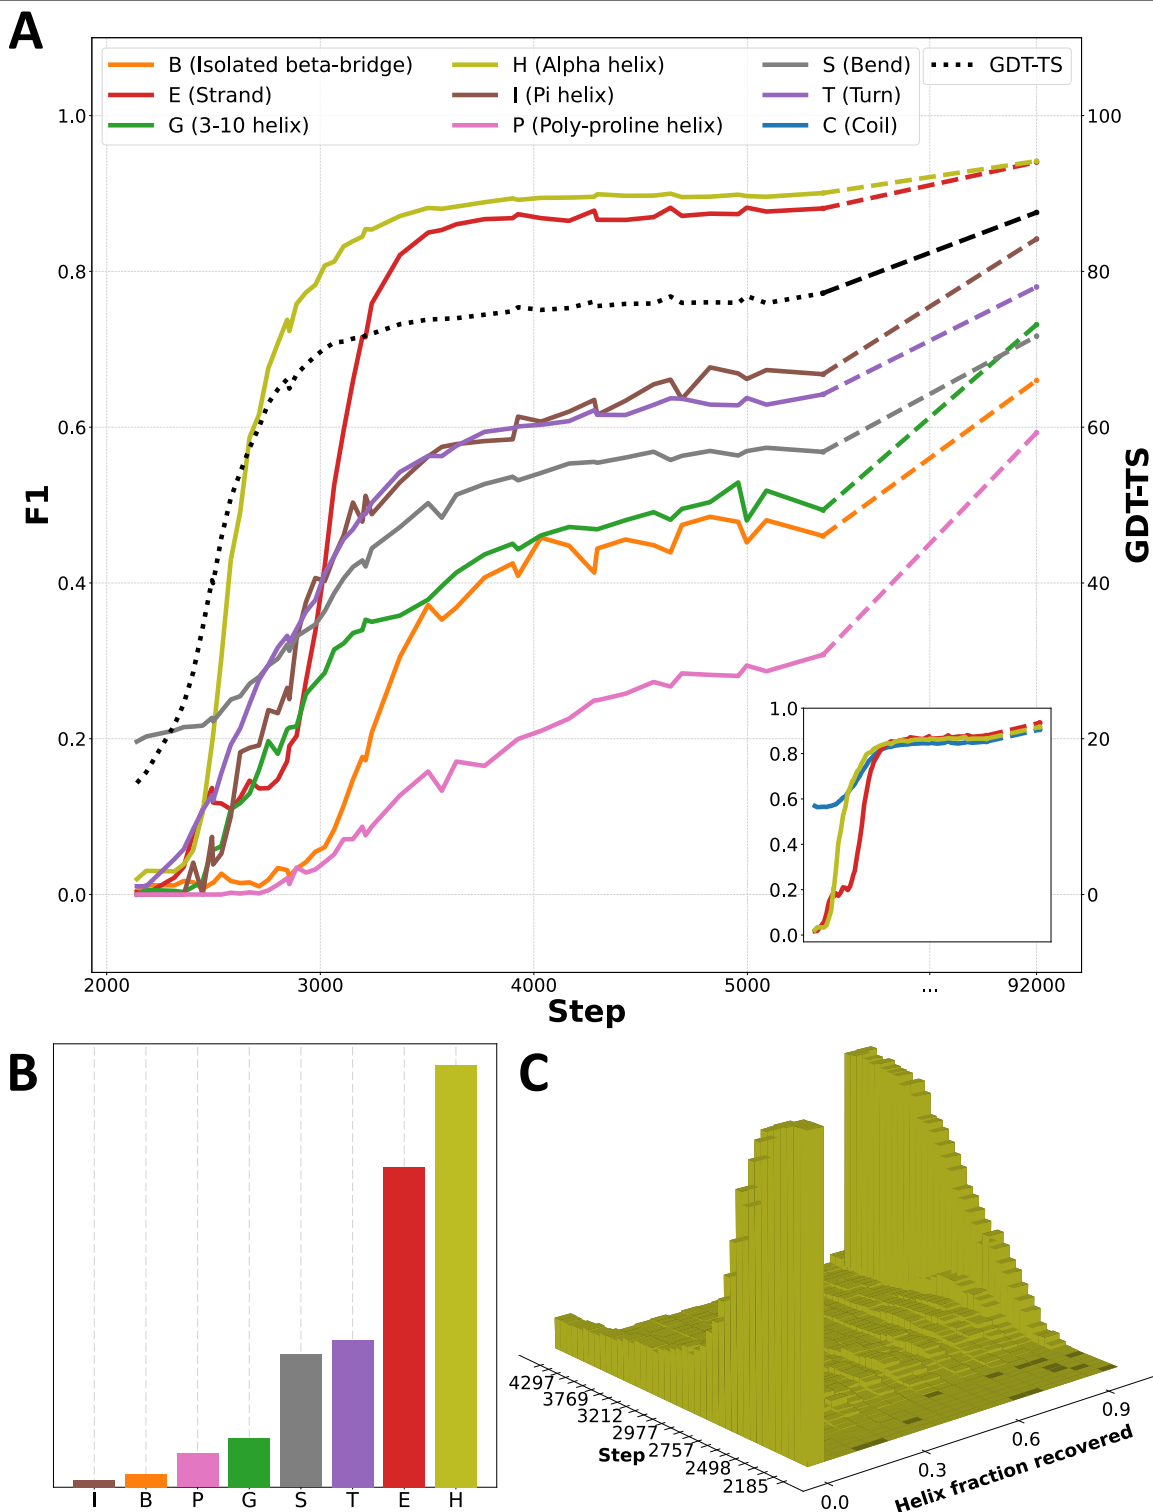 A
B (Isolated beta-bridge)
E (Strand)
G (3-10 helix)
H (Alpha helix)
I (Pi helix)
P (Poly-proline helix)
S (Bend)
T (Turn)
C (Coil)
GDT-TS
1.0
0.8
0.6
0.4
0.2
0.0
F1
100
80
60
40
20
0
GDT-TS
1.0
0.8
0.6
0.4
0.2
0.0
2000 3000 4000 5000 ... 92000
Step
B
I B P G S T E H
C
4297
3769
3212
2977
2757
2498
2185
Step
0.0
0.3
0.6
0.9
Helix fraction recovered